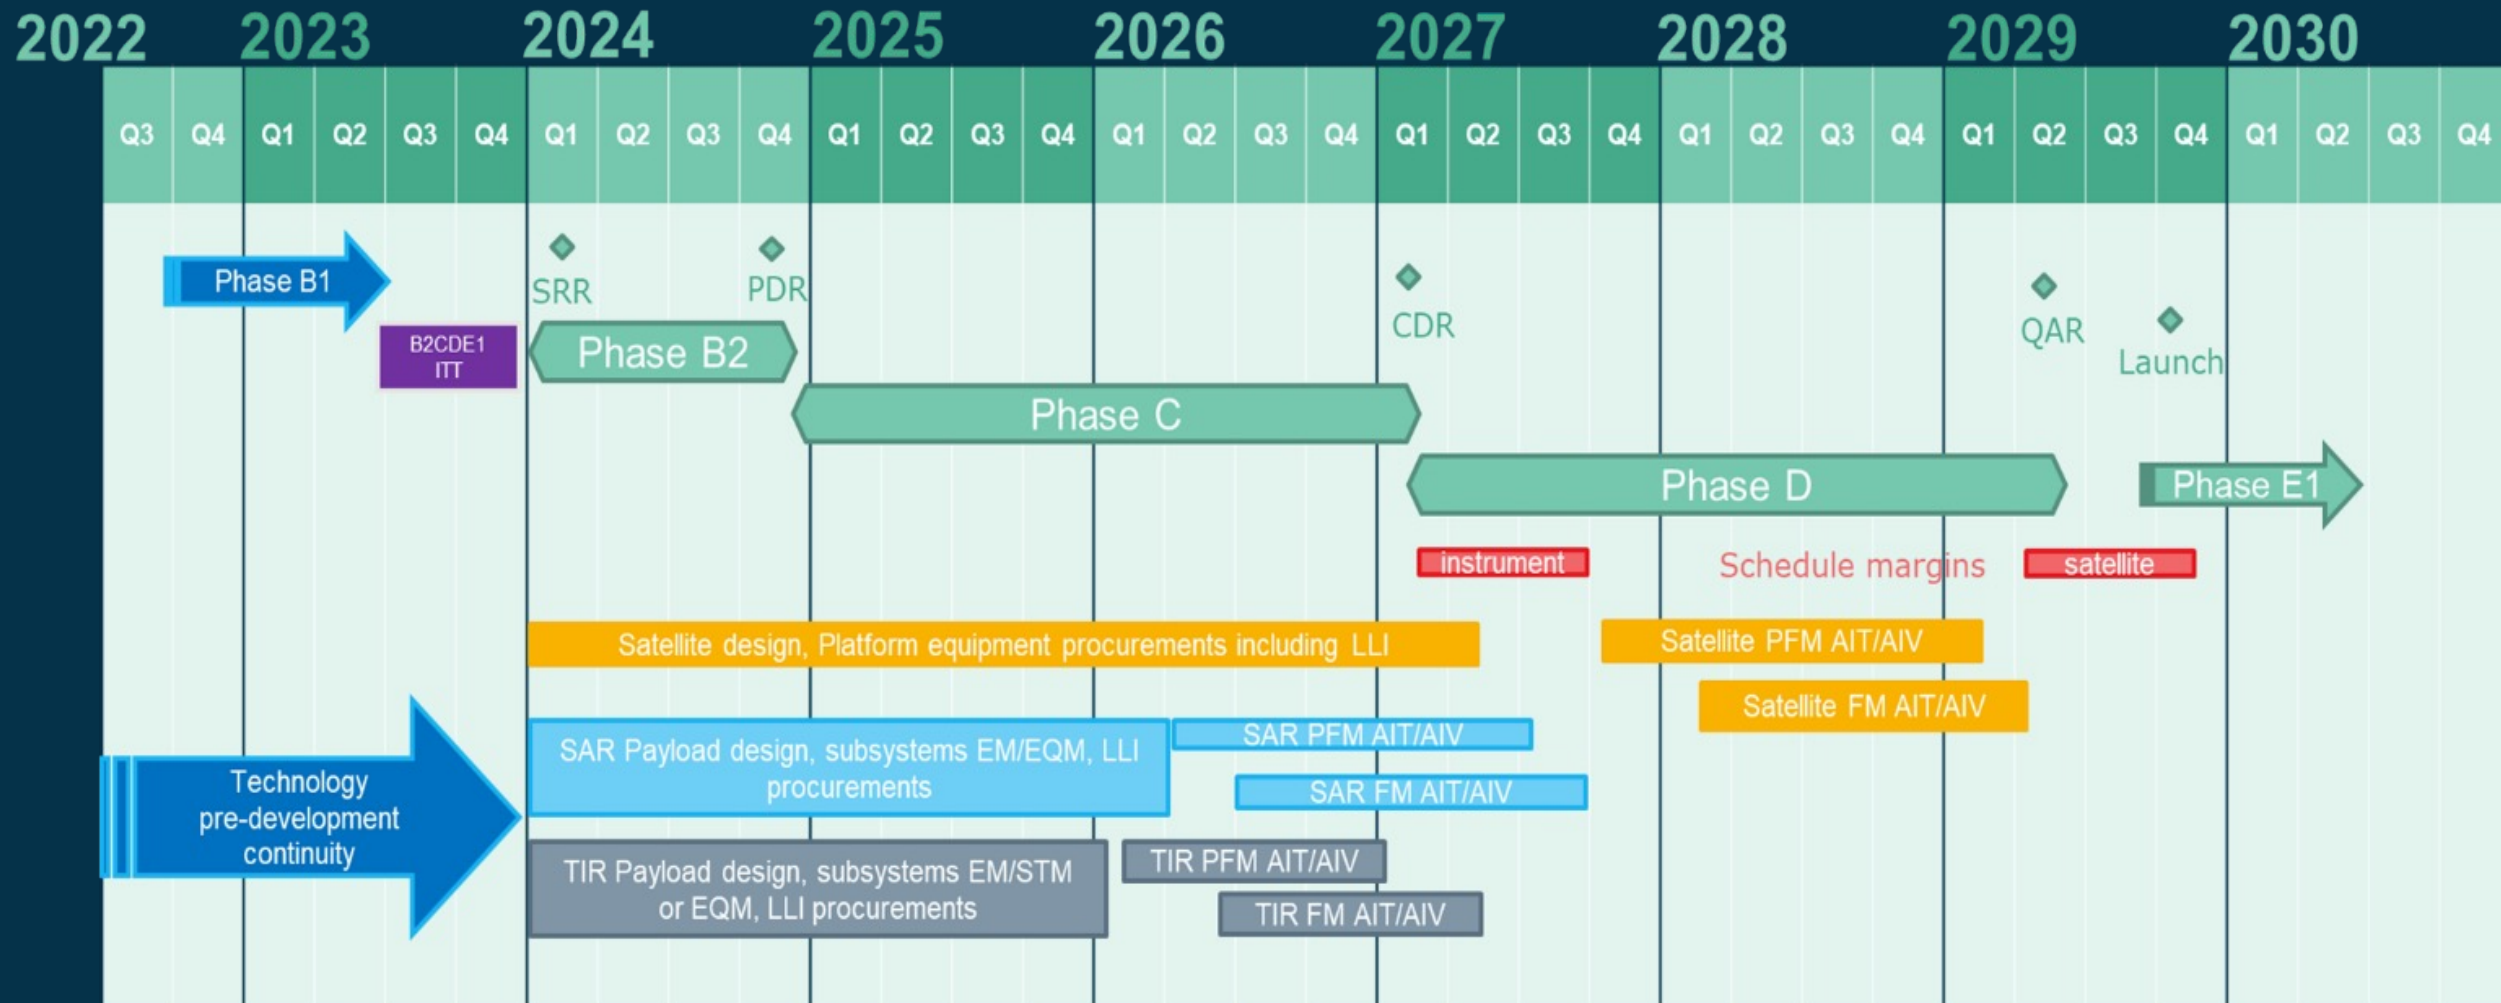 2022 2023 2024 2025 2026 2027 2028 2029 2030
Q3 Q4 Q1 Q2 Q3 Q4 Q1 Q2 Q3 Q4 Q1 Q2 Q3 Q4 Q1 Q2 Q3 Q4 Q1 Q2 Q3 Q4 Q1 Q2 Q3 Q4 Q1 Q2 Q3 Q4 Q1 Q2 Q3 Q4
Phase B1
SRR
PDR
CDR
QAR
Launch
B2CDE1
ITT
Phase B2
Phase C
Phase D
Phase E1
instrument
Schedule margins
satellite
Satellite design, Platform equipment procurements including LLI
Satellite PFM AIT/AIV
Satellite FM AIT/AIV
Technology
pre-development
continuity
SAR Payload design, subsystems EM/EQM, LLI
procurements
SAR PFM AIT/AIV
SAR FM AIT/AIV
TIR Payload design, subsystems EM/STM
or EQM, LLI procurements
TIR PFM AIT/AIV
TIR FM AIT/AIV